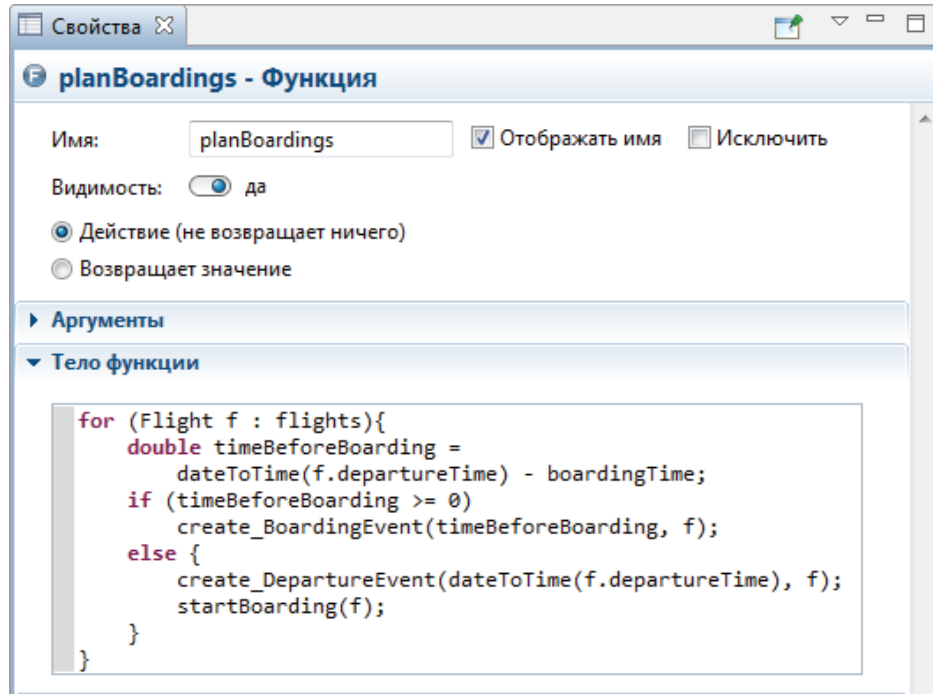 Свойства
planBoardings - Функция
Имя: planBoardings Отображать имя Исключить
Видимость: да
Действие (не возвращает ничего)
Возвращает значение
Аргументы
Тело функции
for (Flight f : flights){
    double timeBeforeBoarding =
        dateToTime(f.departureTime) - boardingTime;
    if (timeBeforeBoarding >= 0)
        create_BoardingEvent(timeBeforeBoarding, f);
    else {
        create_DepartureEvent(dateToTime(f.departureTime), f);
        startBoarding(f);
    }
}